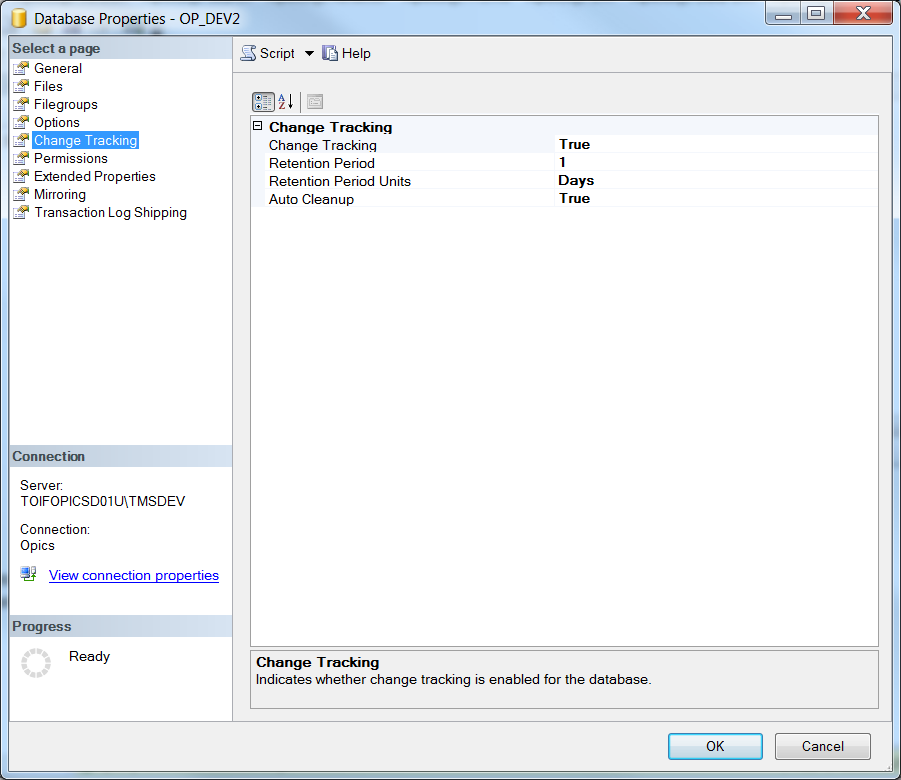 Database Properties - OP_DEV2
Select a page
General
Files
Filegroups
Options
Change Tracking
Permissions
Extended Properties
Mirroring
Transaction Log Shipping
Connection
Server:
TOIFOPICSD01U\TMSDEV
Connection:
Opics
View connection properties
Progress
Ready
Script Help
Change Tracking
Change Tracking True
Retention Period 1
Retention Period Units Days
Auto Cleanup True
Change Tracking
Indicates whether change tracking is enabled for the database.
OK Cancel